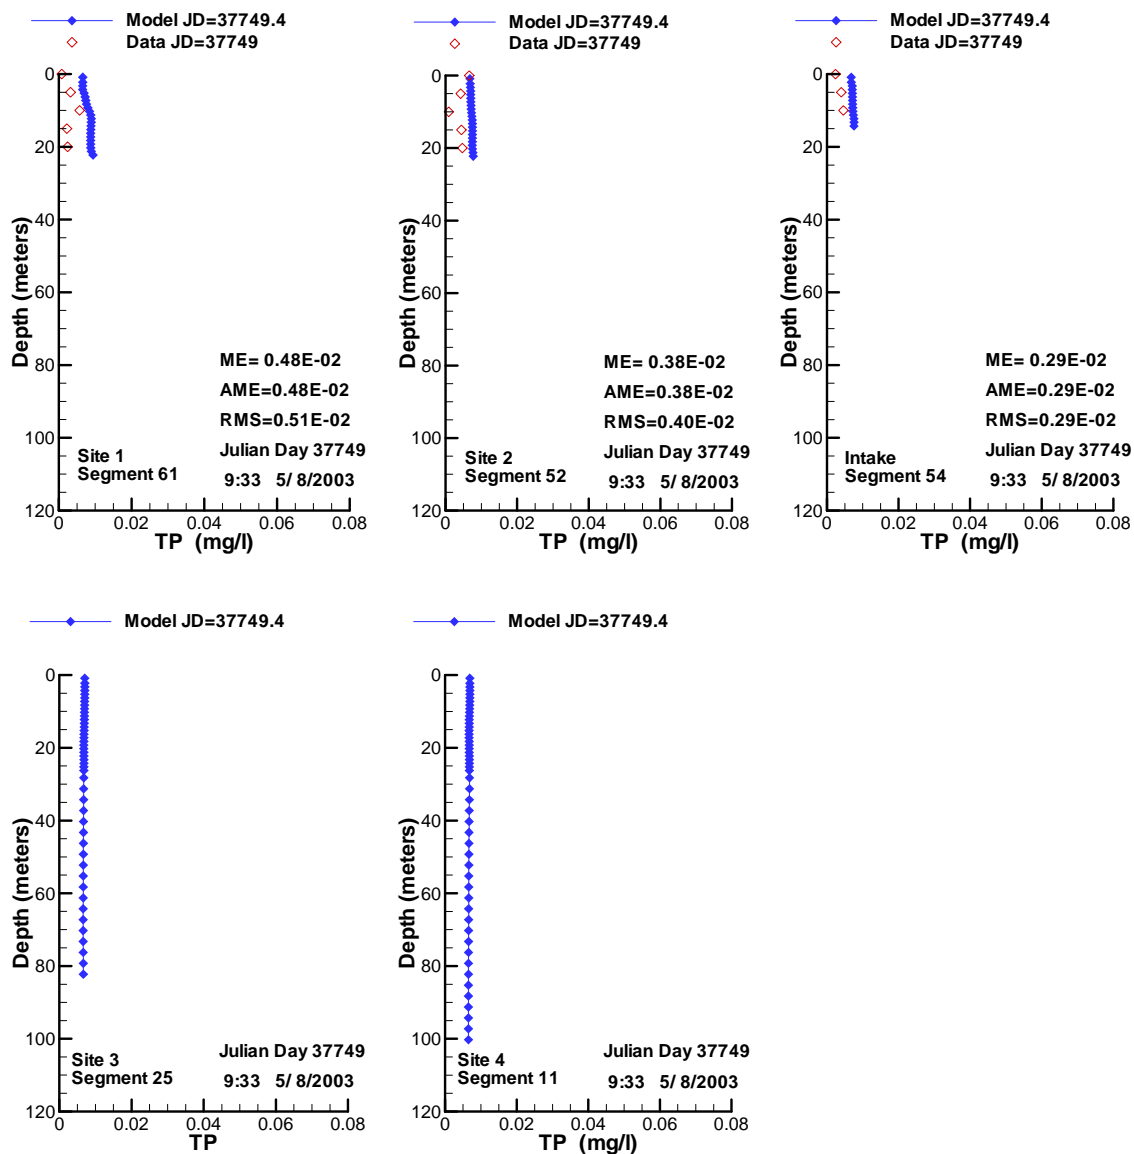 Model JD=37749.4
Data JD=37749
0
20
40
60
80
100
120
Depth (meters)
ME= 0.48E-02
AME=0.48E-02
RMS=0.51E-02
Julian Day 37749
9:33 5/ 8/2003
Site 1
Segment 61
0 0.02 0.04 0.06 0.08
TP (mg/l)
Model JD=37749.4
Data JD=37749
0
20
40
60
80
100
120
Depth (meters)
ME= 0.38E-02
AME=0.38E-02
RMS=0.40E-02
Julian Day 37749
9:33 5/ 8/2003
Site 2
Segment 52
0 0.02 0.04 0.06 0.08
TP (mg/l)
Model JD=37749.4
Data JD=37749
0
20
40
60
80
100
120
Depth (meters)
ME= 0.29E-02
AME=0.29E-02
RMS=0.29E-02
Julian Day 37749
9:33 5/ 8/2003
Intake
Segment 54
0 0.02 0.04 0.06 0.08
TP (mg/l)
Model JD=37749.4
0
20
40
60
80
100
120
Depth (meters)
Julian Day 37749
9:33 5/ 8/2003
Site 3
Segment 25
0 0.02 0.04 0.06 0.08
TP
Model JD=37749.4
0
20
40
60
80
100
120
Depth (meters)
Julian Day 37749
9:33 5/ 8/2003
Site 4
Segment 11
0 0.02 0.04 0.06 0.08
TP (mg/l)